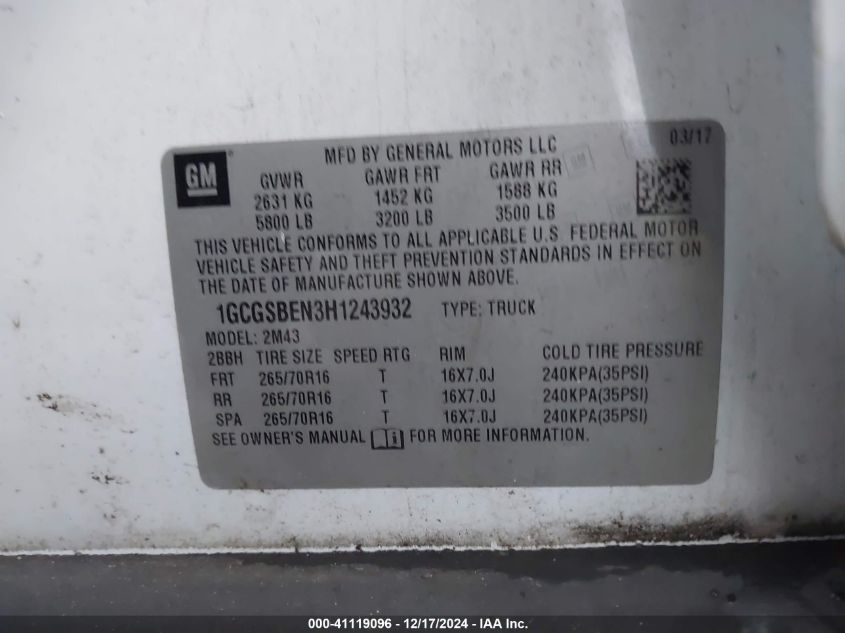 03/17
GM
MFD BY GENERAL MOTORS LLC
GVWR GAWR FRT GAWR RR
2631 KG 1452 KG 1588 KG
5800 LB 3200 LB 3500 LB
THIS VEHICLE CONFORMS TO ALL APPLICABLE U.S. FEDERAL MOTOR
VEHICLE SAFETY AND THEFT PREVENTION STANDARDS IN EFFECT ON
THE DATE OF MANUFACTURE SHOWN ABOVE.
1GCGSBEN3H1243932 TYPE: TRUCK
MODEL: 2M43
2BBH TIRE SIZE SPEED RTG RIM COLD TIRE PRESSURE
FRT 265/70R16 T 16X7.0J 240KPA(35PSI)
RR 265/70R16 T 16X7.0J 240KPA(35PSI)
SPA 265/70R16 T 16X7.0J 240KPA(35PSI)
SEE OWNER'S MANUAL i FOR MORE INFORMATION.
000-41119096 - 12/17/2024 - IAA Inc.